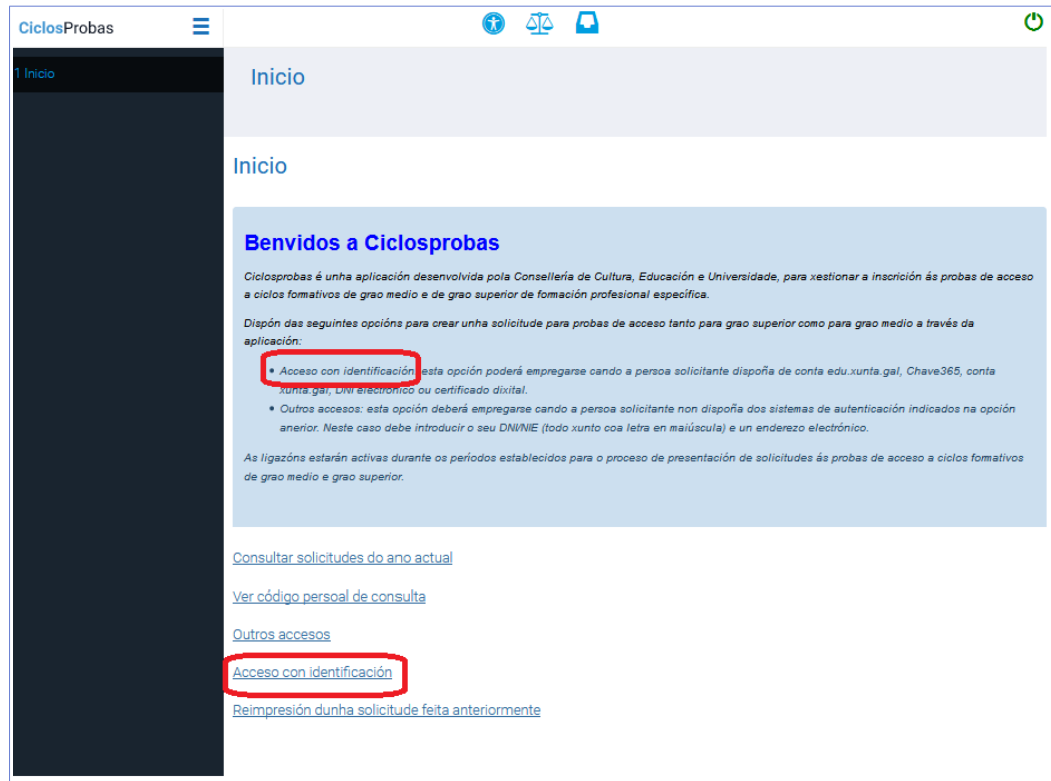 CiclosProbas
1 Inicio
Inicio
Inicio
Benvidos a Ciclosprobas
Ciclosprobas é unha aplicación desenvolvida pola Consellería de Cultura, Educación e Universidade, para xestionar a inscrición ás probas de acceso
a ciclos formativos de grao medio e de grao superior de formación profesional específica.
Dispón das seguintes opcións para crear unha solicitude para probas de acceso tanto para grao superior como para grao medio a través da
aplicación:
• Acceso con identificación: esta opción poderá empregarse cando a persoa solicitante dispoña de conta edu.xunta.gal, Chave365, conta
xunta.gal, DNI electrónico ou certificado dixital.
• Outros accesos: esta opción deberá empregarse cando a persoa solicitante non dispoña dos sistemas de autenticación indicados na opción
anerior. Neste caso debe introducir o seu DNI/NIE (todo xunto coa letra en maiúscula) e un enderezo electrónico.
As ligazóns estarán activas durante os períodos establecidos para o proceso de presentación de solicitudes ás probas de acceso a ciclos formativos
de grao medio e grao superior.
Consultar solicitudes do ano actual
Ver código persoal de consulta
Outros accesos
Acceso con identificación
Reimpresión dunha solicitude feita anteriormente